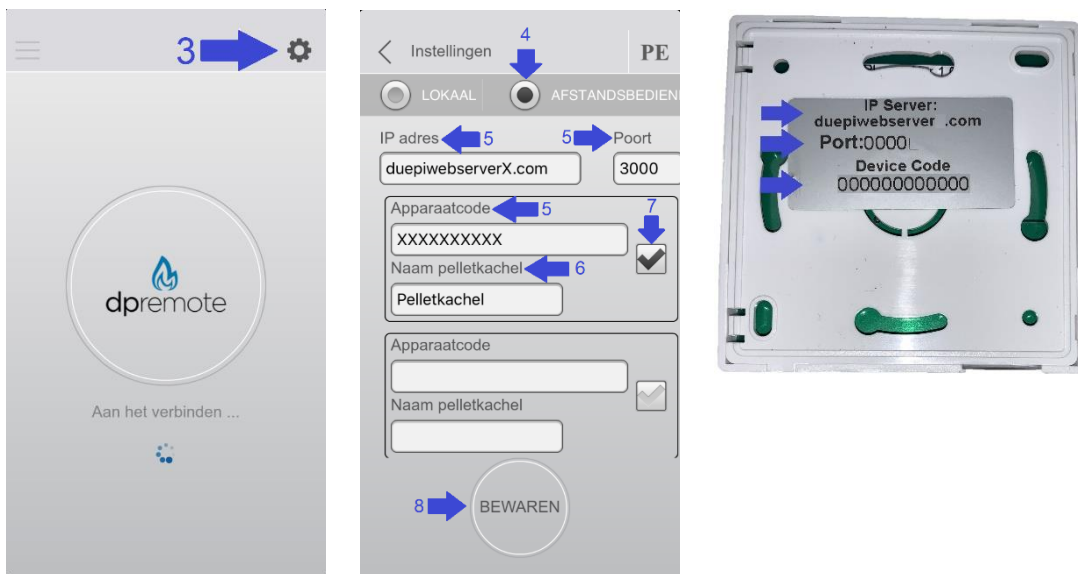 3
dpremote
Aan het verbinden ...
4
Instellingen
PE
LOKAAL
AFSTANDSBEDIEN
IP adres
5
5
Poort
duepiwebserverX.com
3000
Apparaatcode
5
7
XXXXXXXXXX
Naam pelletkachel
6
Pelletkachel
Apparaatcode
Naam pelletkachel
8
BEWAREN
IP Server:
duepiwebserver .com
Port:0000
Device Code
000000000000